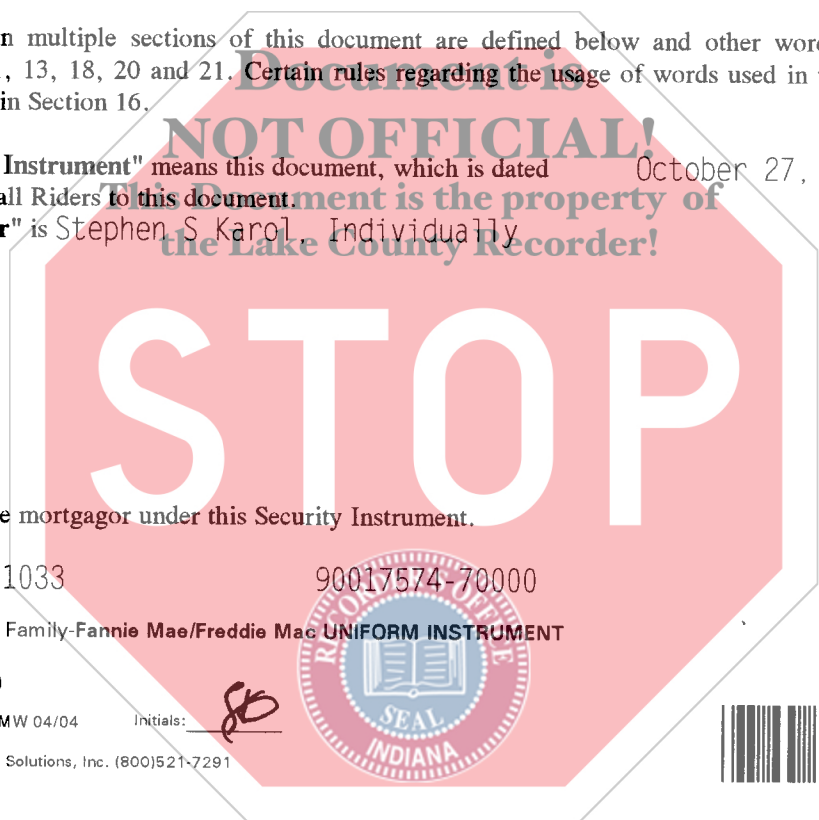 n multiple sections of this document are defined below and other word
, 13, 18, 20 and 21. Certain rules regarding the usage of words used in
in Section 16.
Document is
NOT OFFICIAL!
Instrument" means this document, which is dated October 27,
all Riders to this document.
This Document is the property of
r" is Stephen S Karol, Individually
the Lake County Recorder!
STOP
e mortgagor under this Security Instrument.
1033 90017574-70000
RECORDER'S OFFICE
Family-Fannie Mae/Freddie Mac UNIFORM INSTRUMENT
SEAL
MW 04/04 Initials:
INDIANA
Solutions, Inc. (800)521-7291